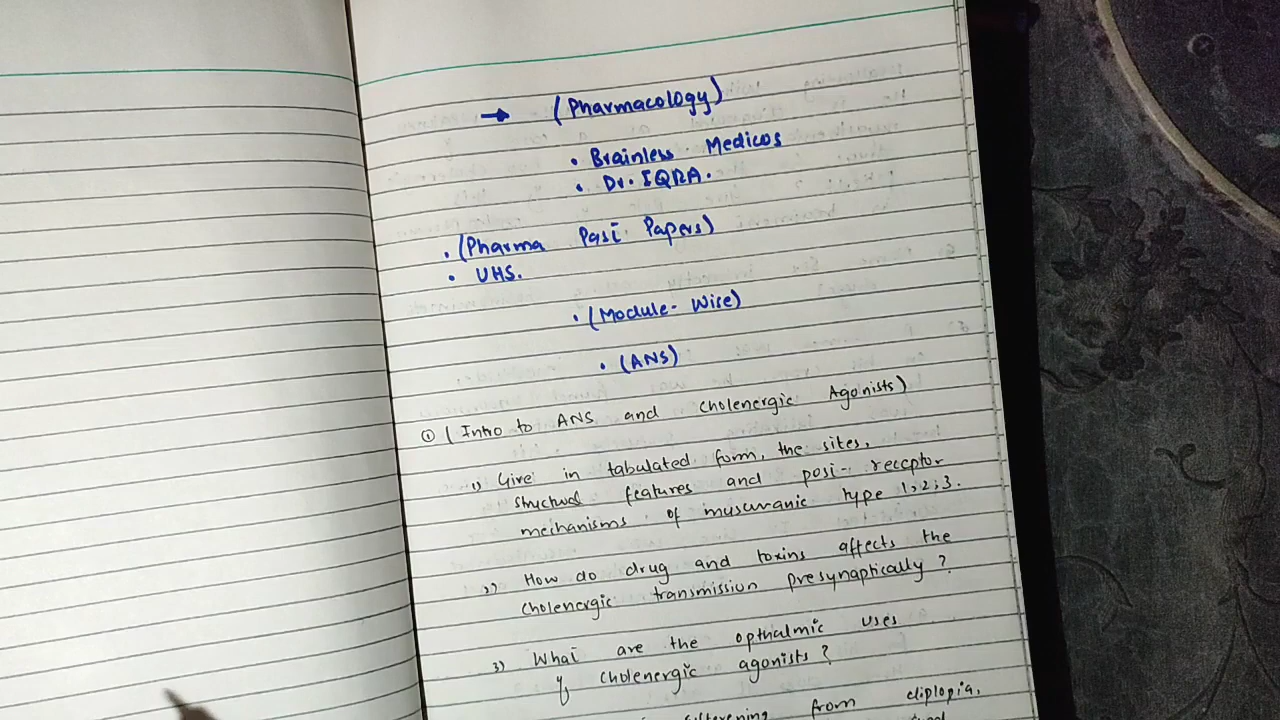 → (Pharmacology)
• Brainless Medicos
• Dr. IQRA.
• (Pharma Past Papers)
• UHS.
• (Module-Wise)
• (ANS)
① (Intro to ANS and Cholenergic Agonists)
1) Give in tabulated form, the sites,
structural features and post-receptor
mechanisms of muscuranic type 1,2,3.
2) How do drug and toxins affects the
cholenergic transmission presynaptically?
3) What are the opthalmic uses
of cholenergic agonists?
from diplopia,